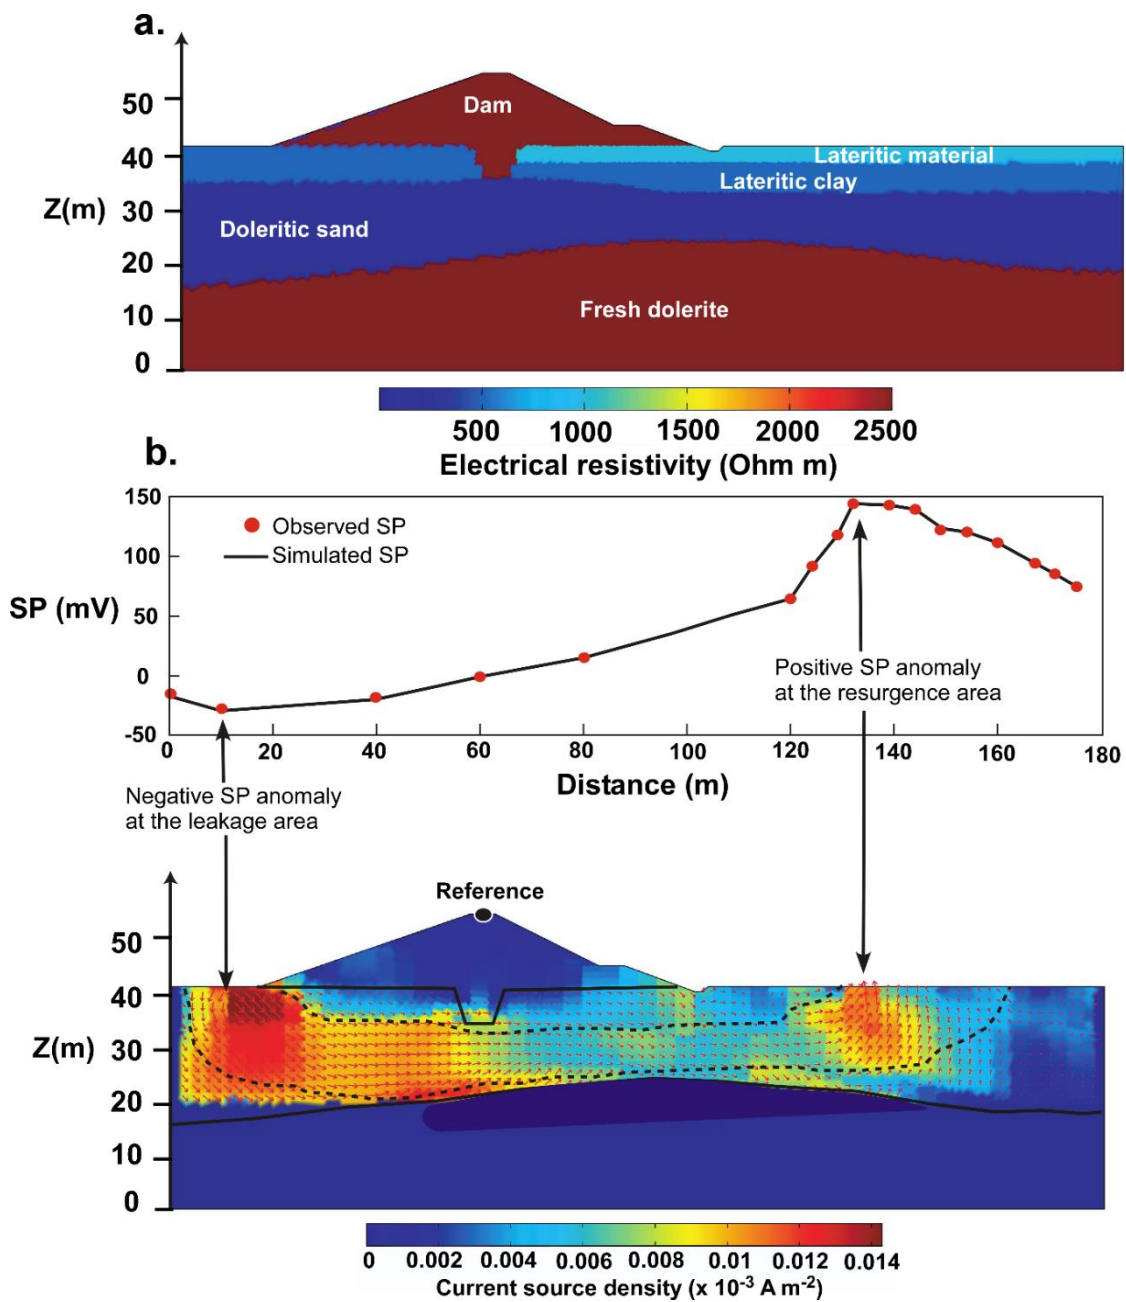 a.
50
40
30
20
10
0
Z(m)
Dam
Lateritic material
Lateritic clay
Doleritic sand
Fresh dolerite
500 1000 1500 2000 2500
Electrical resistivity (Ohm m)
b.
150
100
50
0
-50
SP (mV)
Observed SP
Simulated SP
Positive SP anomaly
at the resurgence area
0 20 40 60 80 100 120 140 160 180
Distance (m)
Negative SP anomaly
at the leakage area
Reference
50
40
30
20
10
0
Z(m)
0 0.002 0.004 0.006 0.008 0.01 0.012 0.014
Current source density (x 10⁻³ A m⁻²)